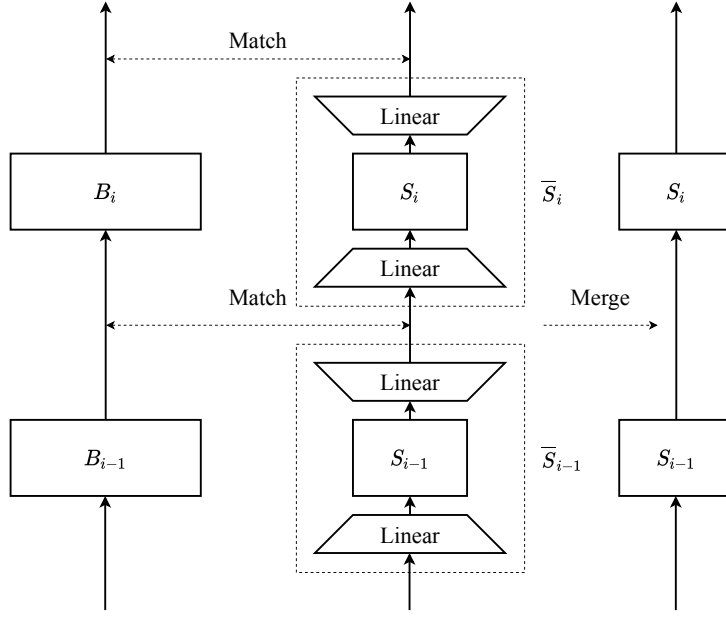 Match
Linear
B_i
S_i
S̅_i
S_i
Linear
Match
Merge
Linear
B_{i−1}
S_{i−1}
S̅_{i−1}
S_{i−1}
Linear